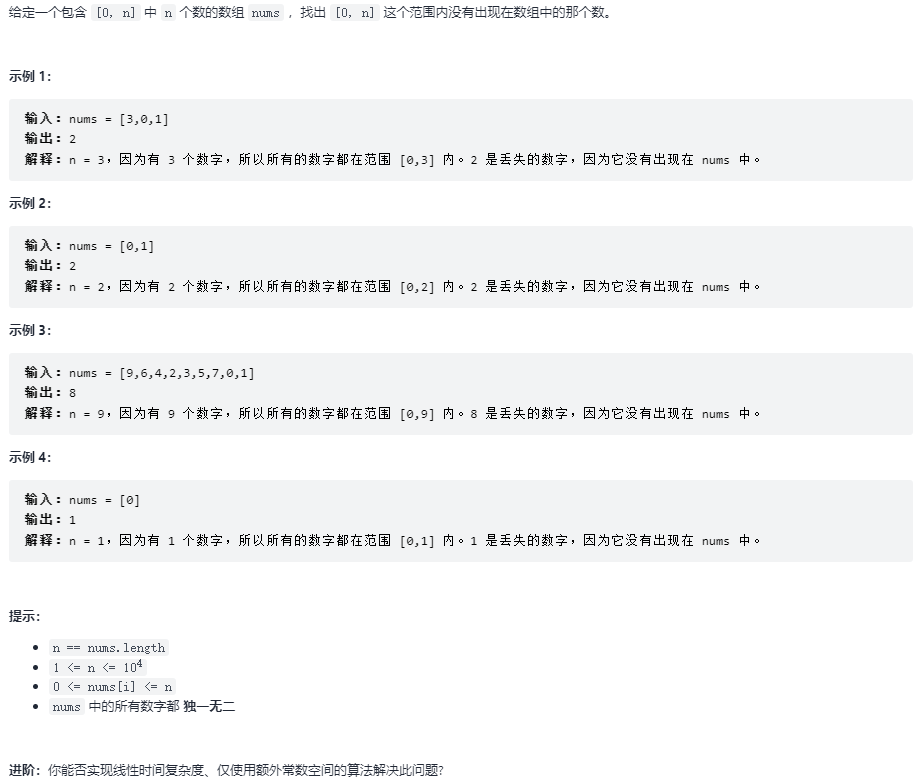 给定一个包含 [0, n] 中 n 个数的数组 nums ，找出 [0, n] 这个范围内没有出现在数组中的那个数。
示例 1：
输入：nums = [3,0,1]
输出：2
解释：n = 3，因为有 3 个数字，所以所有的数字都在范围 [0,3] 内。2 是丢失的数字，因为它没有出现在 nums 中。
示例 2：
输入：nums = [0,1]
输出：2
解释：n = 2，因为有 2 个数字，所以所有的数字都在范围 [0,2] 内。2 是丢失的数字，因为它没有出现在 nums 中。
示例 3：
输入：nums = [9,6,4,2,3,5,7,0,1]
输出：8
解释：n = 9，因为有 9 个数字，所以所有的数字都在范围 [0,9] 内。8 是丢失的数字，因为它没有出现在 nums 中。
示例 4：
输入：nums = [0]
输出：1
解释：n = 1，因为有 1 个数字，所以所有的数字都在范围 [0,1] 内。1 是丢失的数字，因为它没有出现在 nums 中。
提示：
• n == nums.length
• 1 <= n <= 10⁴
• 0 <= nums[i] <= n
• nums 中的所有数字都 独一无二
进阶：你能否实现线性时间复杂度、仅使用额外常数空间的算法解决此问题?